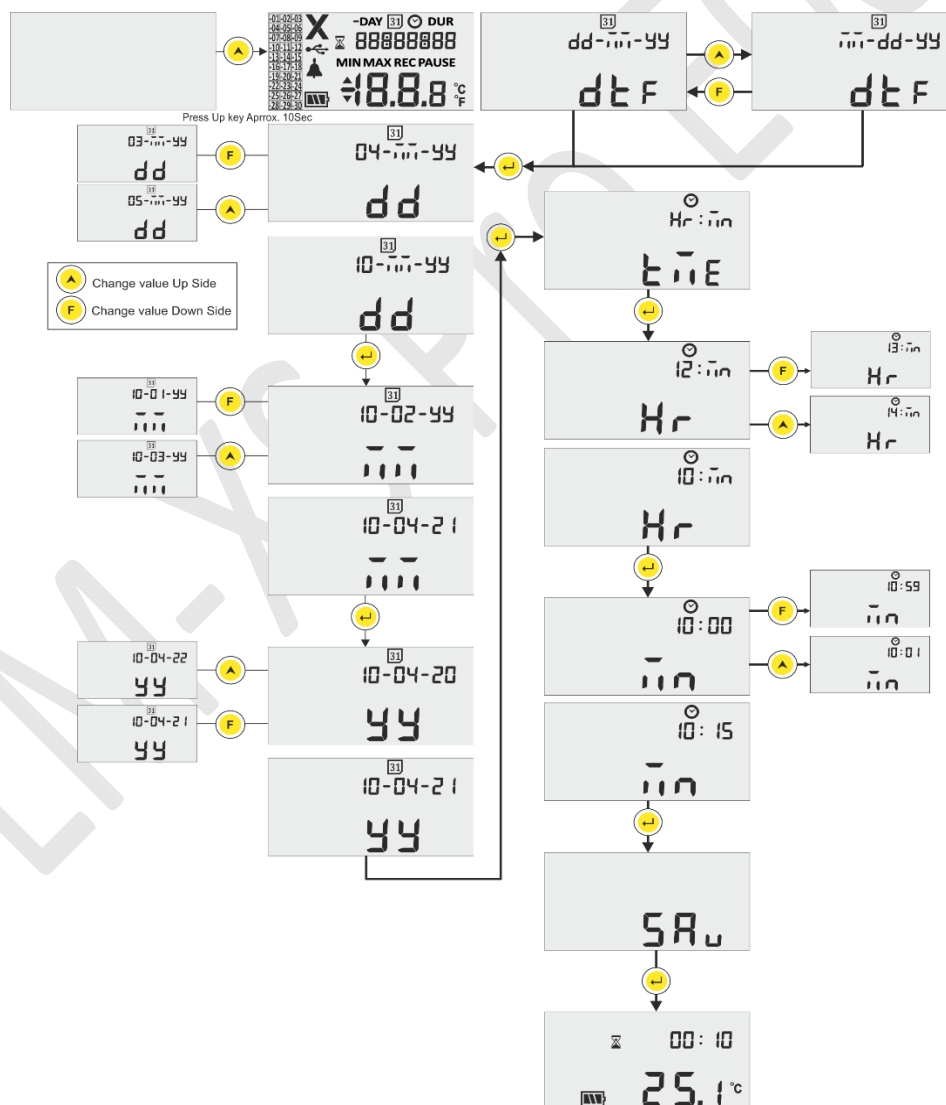 -01-02-03
-04-05-06
-07-08-09
-10-11-12
-13-14-15
-16-17-18
-19-20-21
-22-23-24
-25-26-27
-28-29-30
X
-DAY 31 DUR
88888888
MIN MAX REC PAUSE
18.8.8 °C
°F
31
dd-mm-yy
dtF
F
31
mm-dd-yy
dtF
Press Up key Aprrox. 10Sec
31
03-mm-yy
dd
F
31
05-mm-yy
dd
31
04-mm-yy
dd
Change value Up Side
F Change value Down Side
31
10-mm-yy
dd
31
10-01-yy
mm
F
31
10-03-yy
mm
31
10-02-yy
mm
31
10-04-21
mm
31
10-04-22
yy
31
10-04-21
yy
F
31
10-04-20
yy
31
10-04-21
yy
Hr:mn
tmE
12:mn
Hr
F
13:mn
Hr
14:mn
Hr
10:mn
Hr
10:00
mn
F
10:59
mn
10:01
mn
10:15
mn
SAv
00:10
25.1 °C